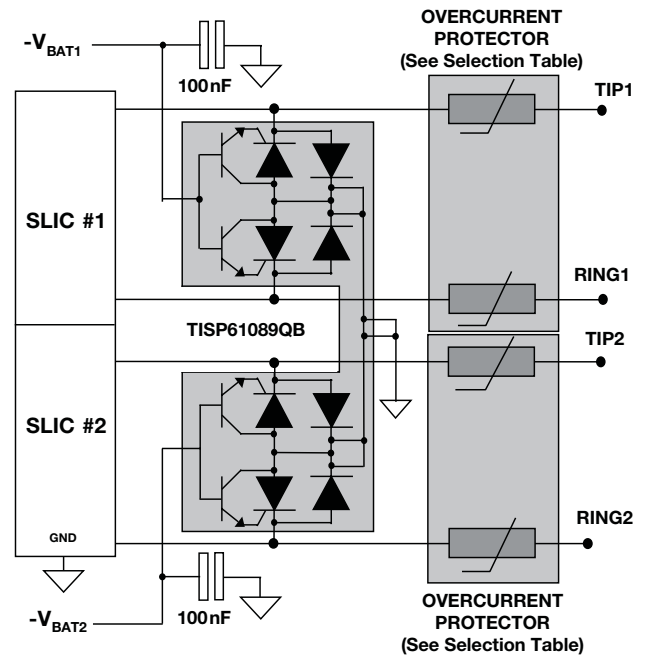 OVERCURRENT
PROTECTOR
(See Selection Table)
-VBAT1
100nF
TIP1
SLIC #1
RING1
TISP61089QB
TIP2
SLIC #2
RING2
GND
100nF
-VBAT2
OVERCURRENT
PROTECTOR
(See Selection Table)